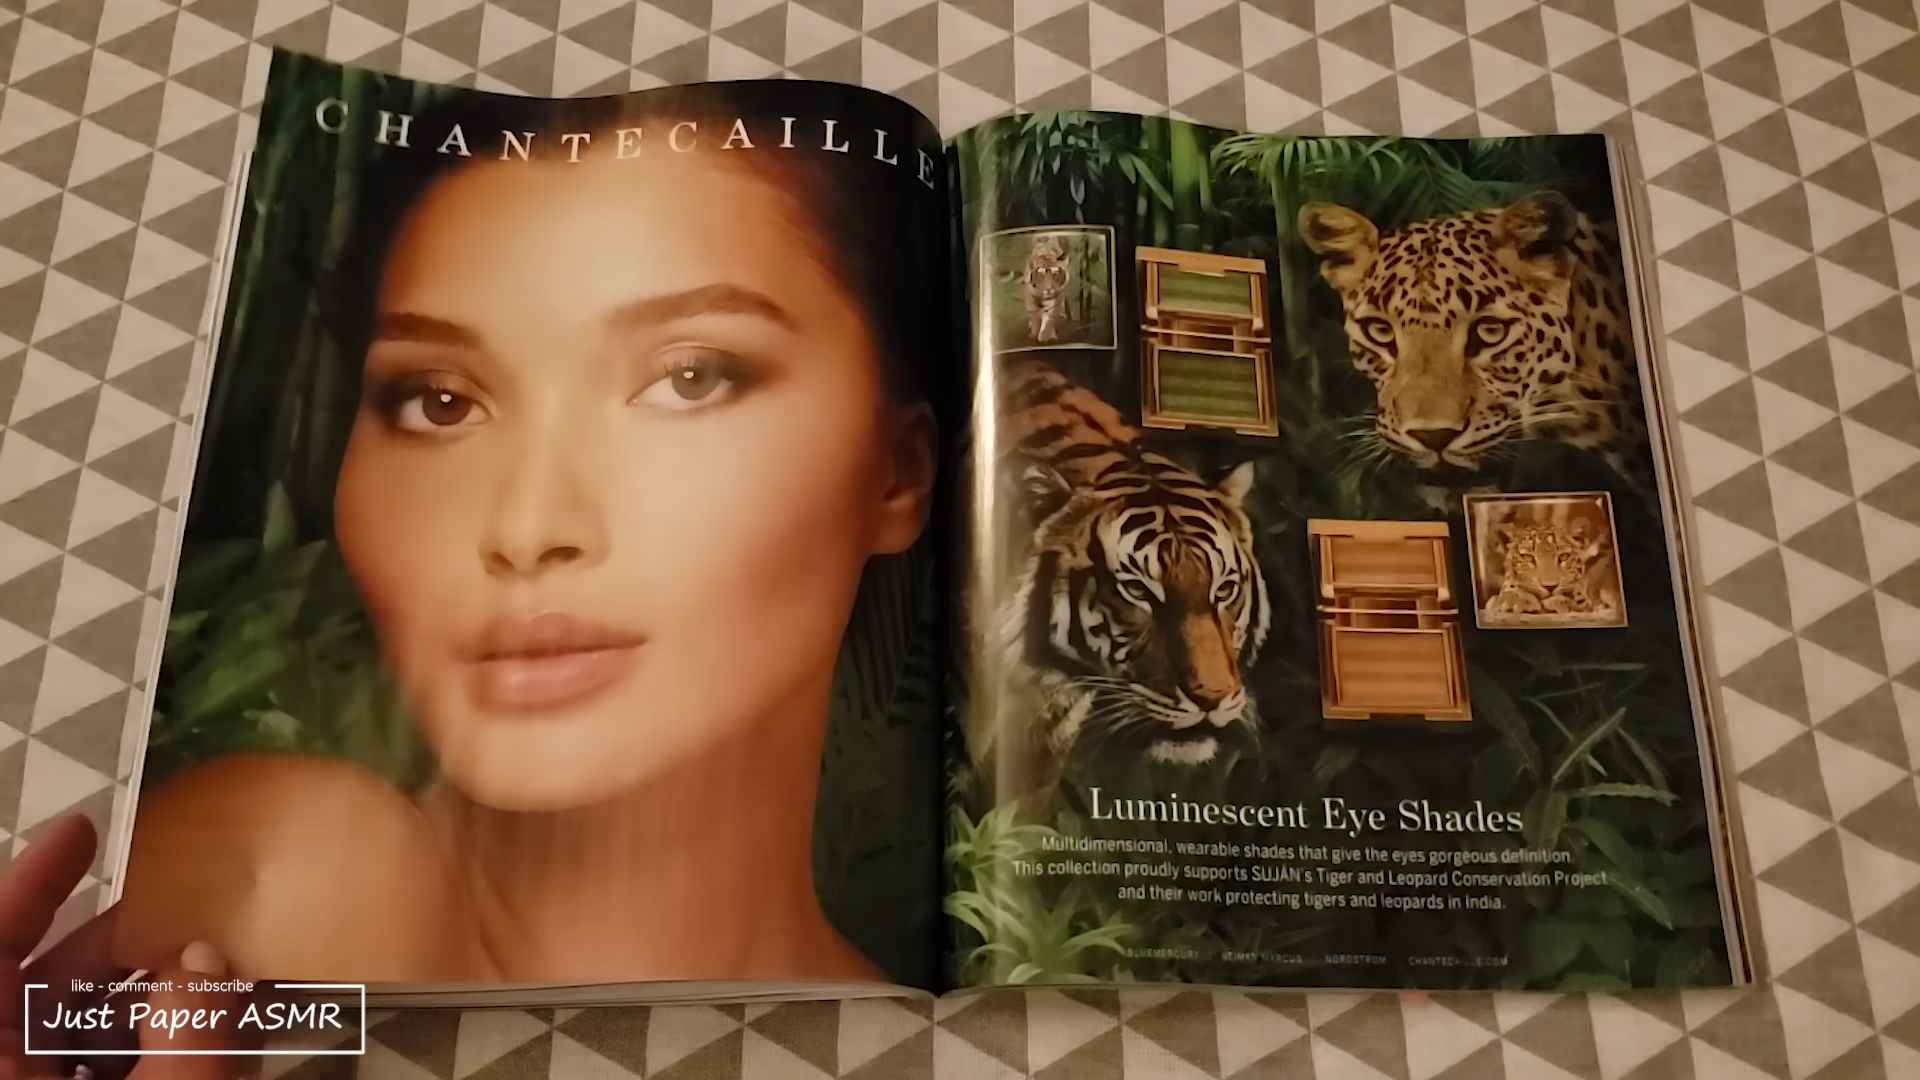 CHANTECAILLE
Luminescent Eye Shades
Multidimensional, wearable shades that give the eyes gorgeous definition.
This collection proudly supports SUJÁN's Tiger and Leopard Conservation Project
and their work protecting tigers and leopards in India.
BLUEMERCURY NEIMAN MARCUS NORDSTROM CHANTECAILLE.COM
like - comment - subscribe
Just Paper ASMR